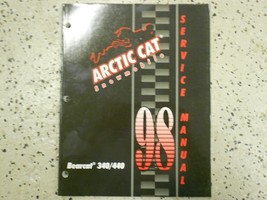 ARCTIC CAT
Snowmobile
SERVICE MANUAL
98
Bearcat® 340/440